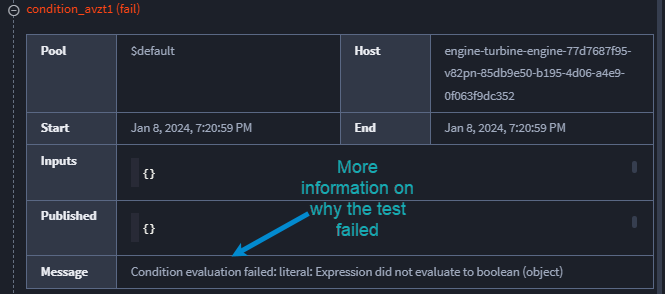 condition_avzt1 (fail)
Pool
$default
Host
engine-turbine-engine-77d7687f95-
v82pn-85db9e50-b195-4d06-a4e9-
0f063f9dc352
Start
Jan 8, 2024, 7:20:59 PM
End
Jan 8, 2024, 7:20:59 PM
Inputs
{}
More
information on
why the test
failed
Published
{}
Message
Condition evaluation failed: literal: Expression did not evaluate to boolean (object)